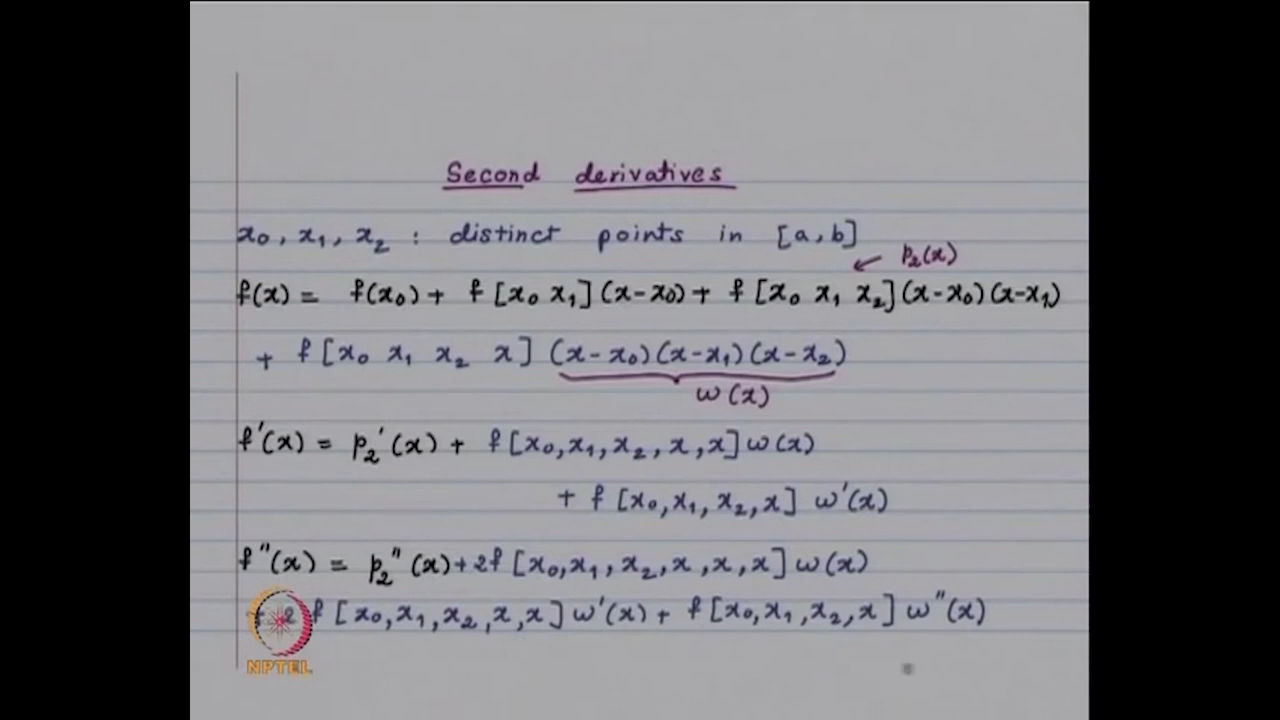 Second derivatives
x₀, x₁, x₂ : distinct points in [a, b]
p₂(x)
f(x) = f(x₀) + f[x₀ x₁](x-x₀) + f[x₀ x₁ x₂](x-x₀)(x-x₁)
+ f[x₀ x₁ x₂ x] (x-x₀)(x-x₁)(x-x₂)
ω(x)
f'(x) = p₂'(x) + f[x₀,x₁,x₂,x,x]ω(x)
+ f[x₀,x₁,x₂,x] ω'(x)
f"(x) = p₂"(x) + 2f[x₀,x₁,x₂,x,x,x]ω(x)
+ 2 f[x₀,x₁,x₂,x,x]ω'(x) + f[x₀,x₁,x₂,x]ω"(x)
NPTEL